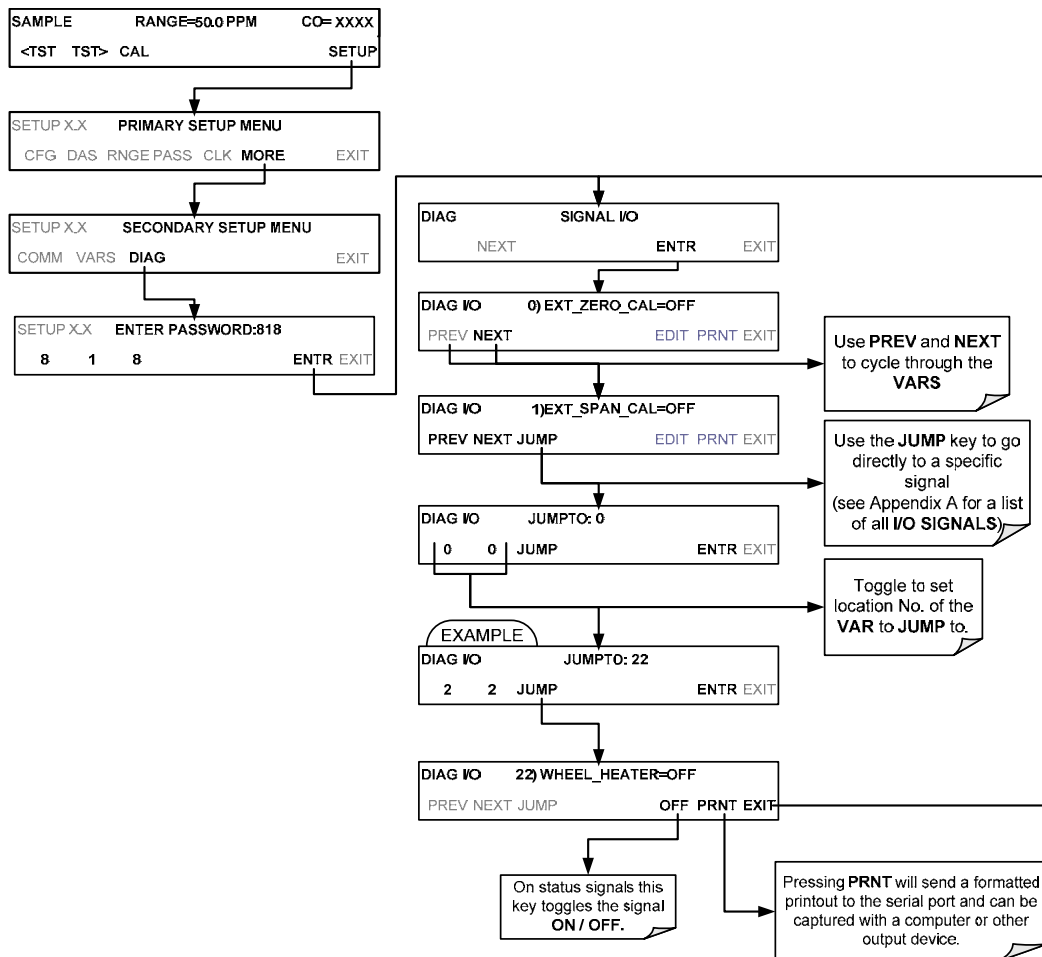 SAMPLE RANGE=50.0 PPM CO= XXXX
<TST TST> CAL SETUP
SETUP X.X PRIMARY SETUP MENU
CFG DAS RNGE PASS CLK MORE EXIT
SETUP X.X SECONDARY SETUP MENU
COMM VARS DIAG EXIT
SETUP X.X ENTER PASSWORD:818
8 1 8 ENTR EXIT
DIAG SIGNAL I/O
NEXT ENTR EXIT
DIAG I/O 0) EXT_ZERO_CAL=OFF
PREV NEXT EDIT PRNT EXIT
Use PREV and NEXT
to cycle through the
VARS
DIAG I/O 1)EXT_SPAN_CAL=OFF
PREV NEXT JUMP EDIT PRNT EXIT
Use the JUMP key to go
directly to a specific
signal
(see Appendix A for a list
of all I/O SIGNALS)
DIAG I/O JUMPTO: 0
0 0 JUMP ENTR EXIT
Toggle to set
location No. of the
VAR to JUMP to.
EXAMPLE
DIAG I/O JUMPTO: 22
2 2 JUMP ENTR EXIT
DIAG I/O 22) WHEEL_HEATER=OFF
PREV NEXT JUMP OFF PRNT EXIT
On status signals this
key toggles the signal
ON / OFF.
Pressing PRNT will send a formatted
printout to the serial port and can be
captured with a computer or other
output device.